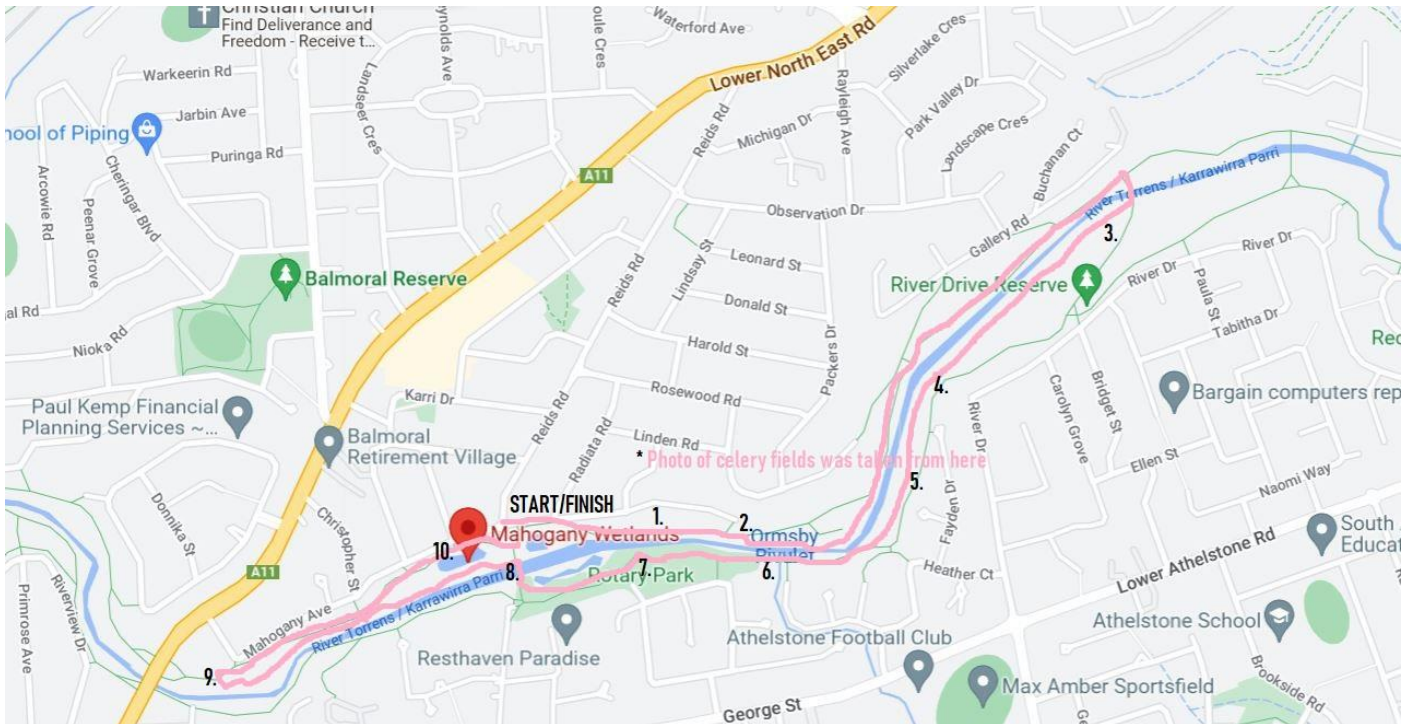 Christian Church
Find Deliverance and
Freedom - Receive t...
Warkeerin Rd
Jarbin Ave
hool of Piping
Puringa Rd
Arcowie Rd
Peenar Grove
Cheringar Blvd
Landseer Cres
eynolds Ave
oule Cres
Waterford Ave
Lower North East Rd
A11
Reids Rd
Michigan Dr
Rayleigh Ave
Silverlake Cres
Park Valley Dr
Landscape Cres
Buchanan Ct
Observation Dr
Gallery Rd
River Torrens / Karrawirra Parri
3.
River Dr
River Dr
River Drive Reserve
Paula St
Tabitha Dr
Rec
Balmoral Reserve
al Rd
Nioka Rd
Reids Rd
Lindsay St
Leonard St
Donald St
Harold St
Packers Dr
Rosewood Rd
Karri Dr
Reids Rd
Radiata Rd
Linden Rd
* Photo of celery fields was taken from here
4.
5.
River Dr
Carolyn Grove
Bridget St
Bargain computers rep
Ellen St
Naomi Way
Paul Kemp Financial
Planning Services ~...
Balmoral
Retirement Village
Donnika St
Christopher St
START/FINISH
Mahogany Wetlands
1.
2.
Ormsby
Rivulet
10.
8.
7.
6.
Rotary Park
Fayden Dr
Heather Ct
Lower Athelstone Rd
South
Educat
A11
Primrose Ave
Riverview Dr
Mahogany Ave
River Torrens / Karrawirra Parri
9.
Resthaven Paradise
Athelstone Football Club
Athelstone School
Max Amber Sportsfield
George St
Brookside Rd